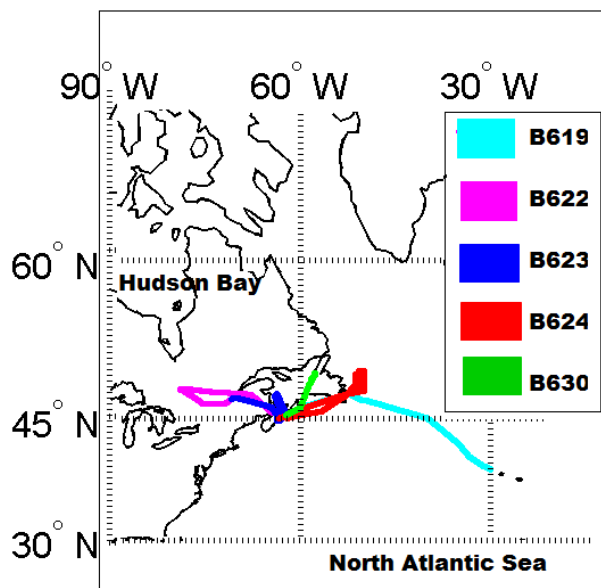 90° W 60° W 30° W
B619
B622
B623
B624
B630
60° N
Hudson Bay
45° N
30° N
North Atlantic Sea